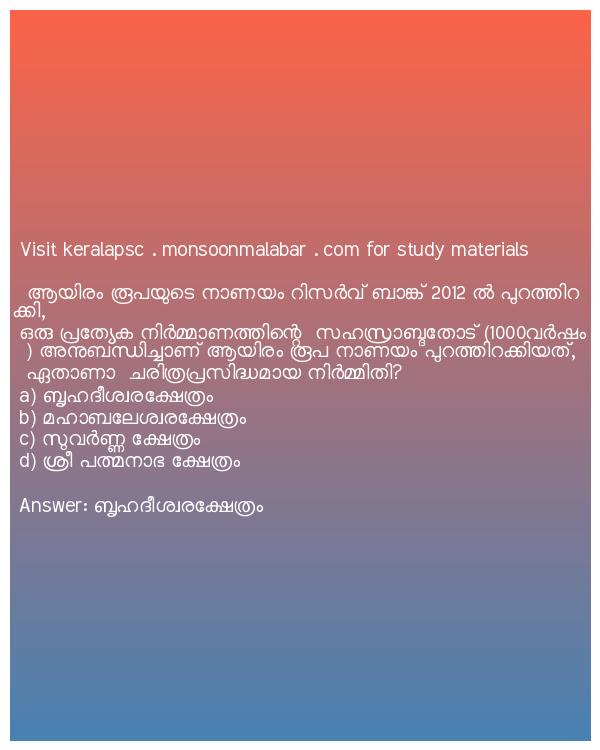 Visit keralapsc . monsoonmalabar . com for study materials
ആയിരം രൂപയുടെ നാണയം റിസർവ് ബാങ്ക് 2012 ൽ പുറത്തിറ
ക്കി,
ഒരു പ്രത്യേക നിർമ്മാണത്തിന്റെ സഹസ്രാബ്ദതോട് (1000വർഷം
) അനുബന്ധിച്ചാണ് ആയിരം രൂപ നാണയം പുറത്തിറക്കിയത്,
ഏതാണാ ചരിത്രപ്രസിദ്ധമായ നിർമ്മിതി?
a) ബൃഹദീശ്വരക്ഷേത്രം
b) മഹാബലേശ്വരക്ഷേത്രം
c) സുവർണ്ണ ക്ഷേത്രം
d) ശ്രീ പത്മനാഭ ക്ഷേത്രം
Answer: ബൃഹദീശ്വരക്ഷേത്രം